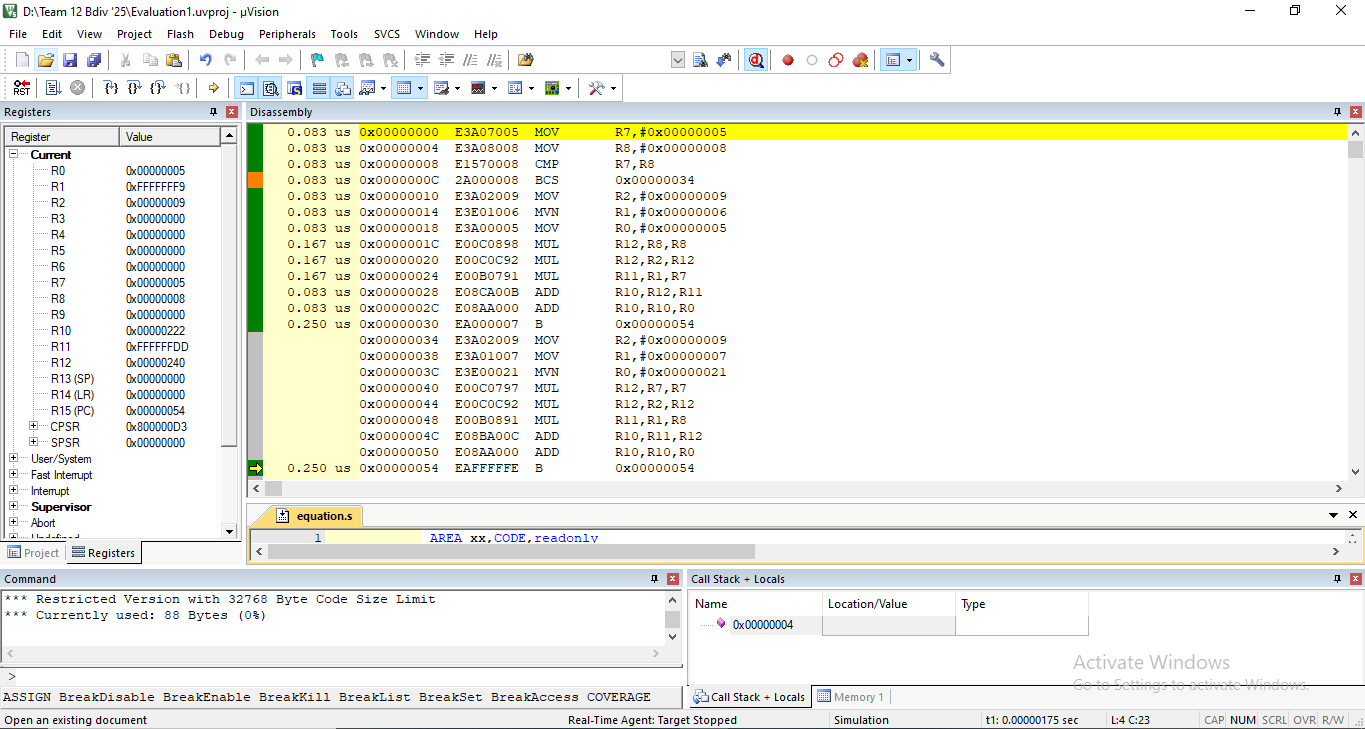 D:\Team 12 Bdiv '25\Evaluation1.uvproj - µVision
File Edit View Project Flash Debug Peripherals Tools SVCS Window Help
Registers
Register Value
Current
R0 0x00000005
R1 0xFFFFFFF9
R2 0x00000009
R3 0x00000000
R4 0x00000000
R5 0x00000000
R6 0x00000000
R7 0x00000005
R8 0x00000008
R9 0x00000000
R10 0x00000222
R11 0xFFFFFFDD
R12 0x00000240
R13 (SP) 0x00000000
R14 (LR) 0x00000000
R15 (PC) 0x00000054
CPSR 0x800000D3
SPSR 0x00000000
User/System
Fast Interrupt
Interrupt
Supervisor
Abort
Undefined
Project Registers
Disassembly
0.083 us 0x00000000 E3A07005 MOV R7,#0x00000005
0.083 us 0x00000004 E3A08008 MOV R8,#0x00000008
0.083 us 0x00000008 E1570008 CMP R7,R8
0.083 us 0x0000000C 2A000008 BCS 0x00000034
0.083 us 0x00000010 E3A02009 MOV R2,#0x00000009
0.083 us 0x00000014 E3E01006 MVN R1,#0x00000006
0.083 us 0x00000018 E3A00005 MOV R0,#0x00000005
0.167 us 0x0000001C E00C0898 MUL R12,R8,R8
0.167 us 0x00000020 E00C0C92 MUL R12,R2,R12
0.167 us 0x00000024 E00B0791 MUL R11,R1,R7
0.083 us 0x00000028 E08CA00B ADD R10,R12,R11
0.083 us 0x0000002C E08AA000 ADD R10,R10,R0
0.250 us 0x00000030 EA000007 B 0x00000054
0x00000034 E3A02009 MOV R2,#0x00000009
0x00000038 E3A01007 MOV R1,#0x00000007
0x0000003C E3E00021 MVN R0,#0x00000021
0x00000040 E00C0797 MUL R12,R7,R7
0x00000044 E00C0C92 MUL R12,R2,R12
0x00000048 E00B0891 MUL R11,R1,R8
0x0000004C E08BA00C ADD R10,R11,R12
0x00000050 E08AA000 ADD R10,R10,R0
0.250 us 0x00000054 EAFFFFFE B 0x00000054
equation.s
1 AREA xx,CODE,readonly
Command
*** Restricted Version with 32768 Byte Code Size Limit
*** Currently used: 88 Bytes (0%)
>
ASSIGN BreakDisable BreakEnable BreakKill BreakList BreakSet BreakAccess COVERAGE
Call Stack + Locals
Name Location/Value Type
0x00000004
Activate Windows
Go to Settings to activate Windows.
Call Stack + Locals Memory 1
Open an existing document Real-Time Agent: Target Stopped Simulation t1: 0.00000175 sec L:4 C:23 CAP NUM SCRL OVR R/W